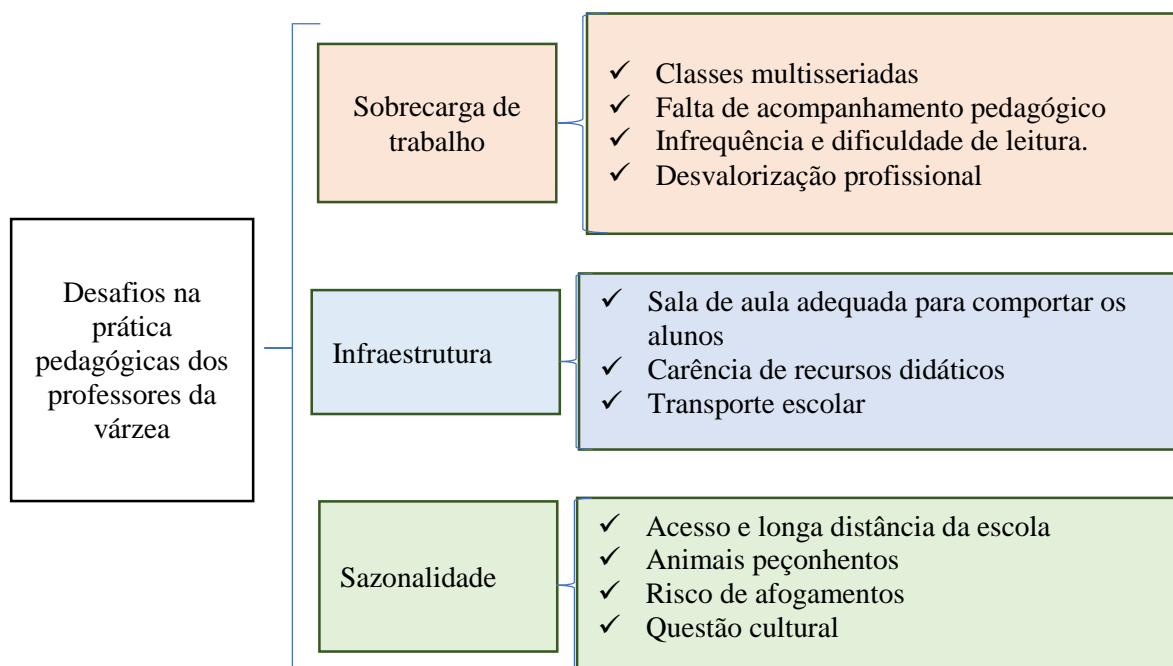 Desafios na
prática
pedagógicas dos
professores da
várzea
Sobrecarga de
trabalho
✓ Classes multisseriadas
✓ Falta de acompanhamento pedagógico
✓ Infrequência e dificuldade de leitura.
✓ Desvalorização profissional
Infraestrutura
✓ Sala de aula adequada para comportar os
alunos
✓ Carência de recursos didáticos
✓ Transporte escolar
Sazonalidade
✓ Acesso e longa distância da escola
✓ Animais peçonhentos
✓ Risco de afogamentos
✓ Questão cultural